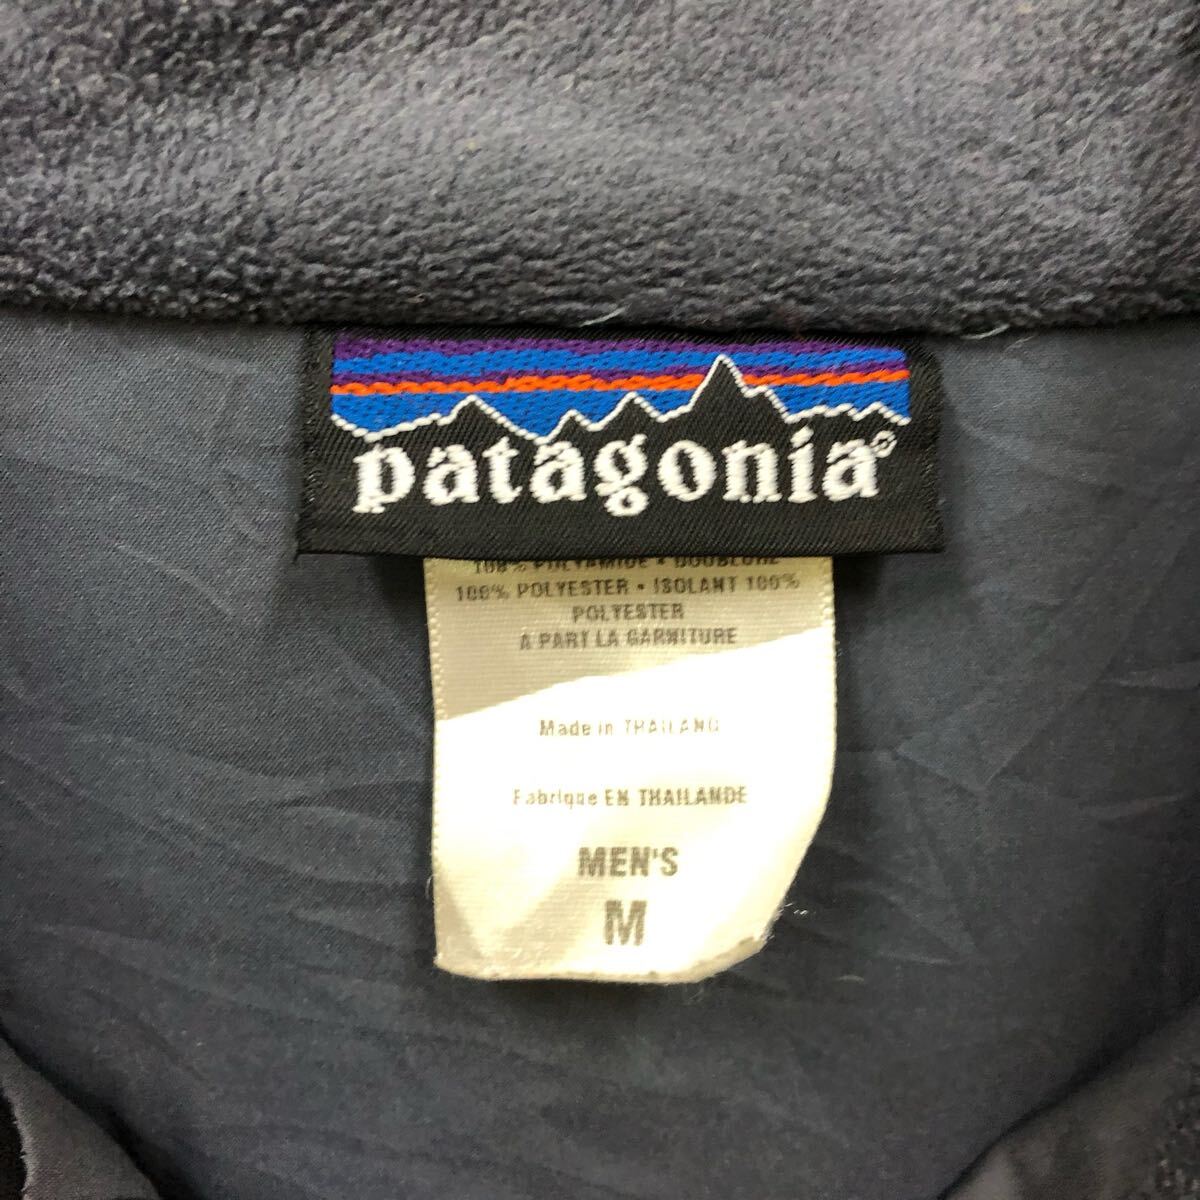 patagonia®
100% POLYAMIDE • DOUBLURE
100% POLYESTER • ISOLANT 100%
POLYESTER
A PART LA GARNITURE
Made in THAILAND
Fabrique EN THAILANDE
MEN'S
M